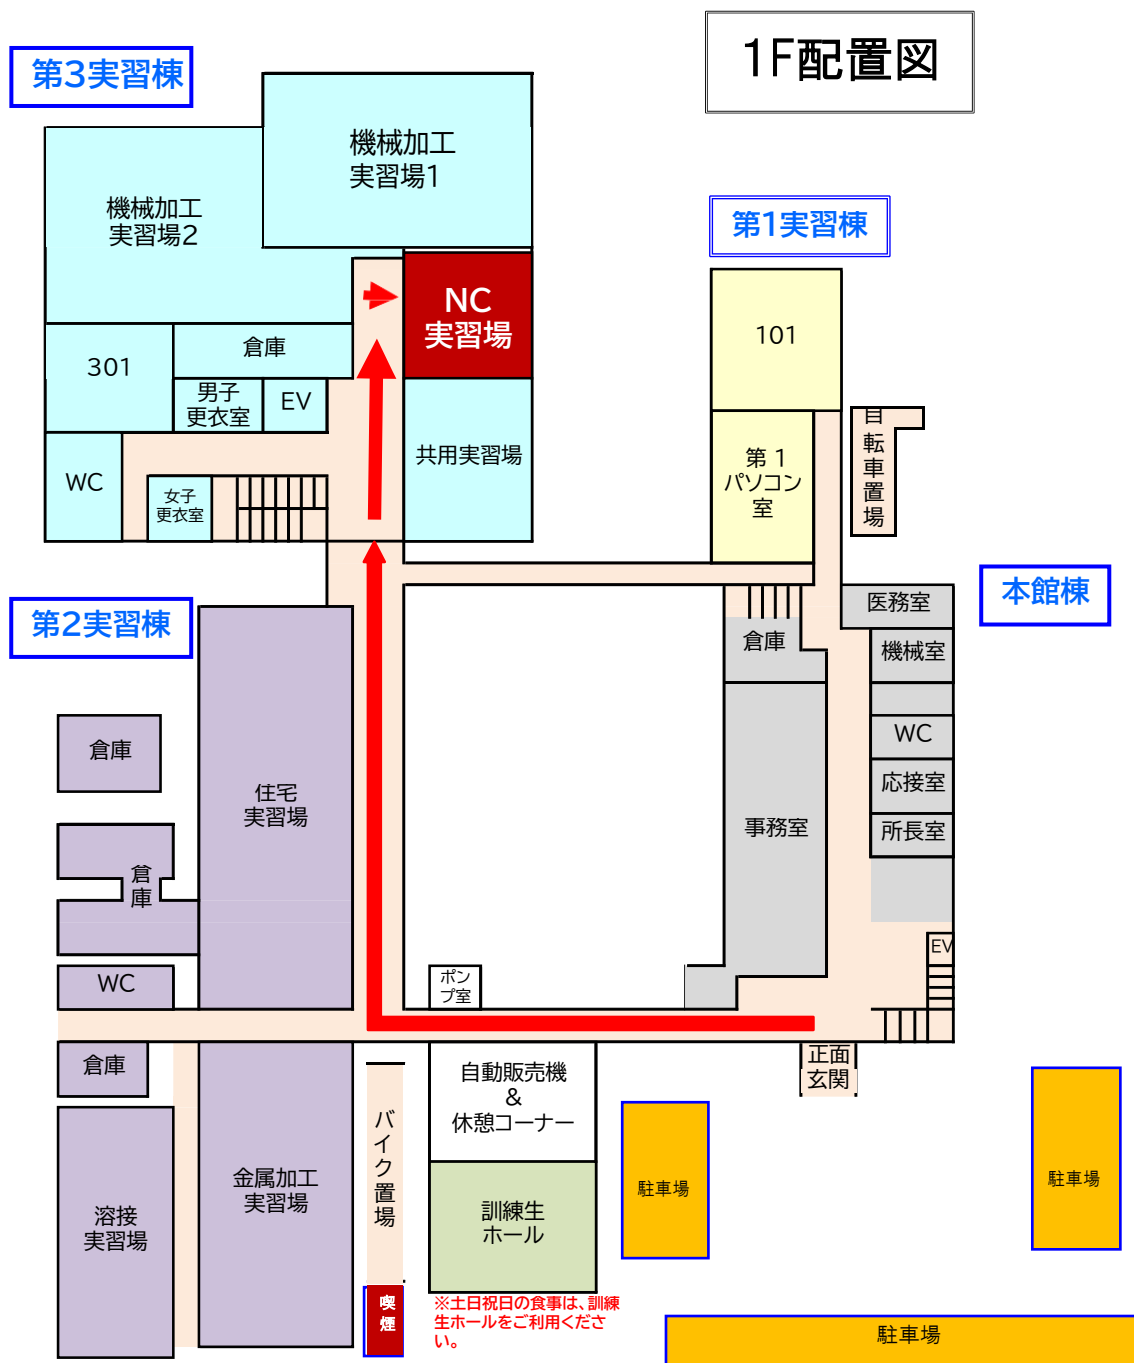 1F配置図
第3実習棟
機械加工
実習場1
機械加工
実習場2
第1実習棟
NC
実習場
101
301
倉庫
男子
更衣室
EV
自転車置場
共用実習場
第 1
パソコン
室
WC
女子
更衣室
本館棟
医務室
第2実習棟
倉庫
機械室
倉庫
WC
住宅
実習場
応接室
事務室
所長室
倉庫
EV
WC
ポン
プ室
正面
玄関
倉庫
自動販売機
&
休憩コーナー
バイク置場
金属加工
実習場
駐車場
駐車場
溶接
実習場
訓練生
ホール
喫煙
※土日祝日の食事は、訓練
生ホールをご利用くださ
い。
駐車場